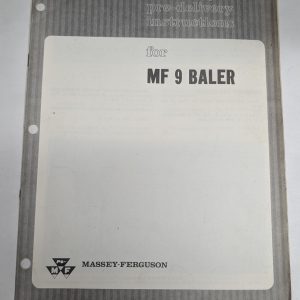 pre-delivery
instructions
for
MF 9 BALER
MF
MASSEY-FERGUSON